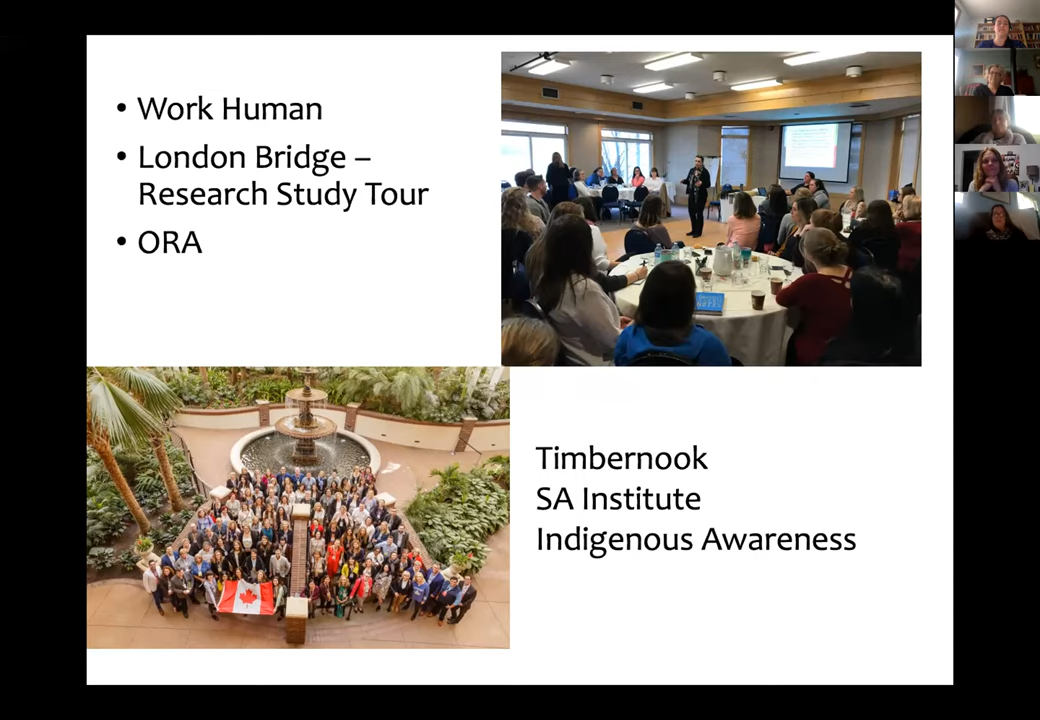 • Work Human
• London Bridge –
Research Study Tour
• ORA
Timbernook
SA Institute
Indigenous Awareness